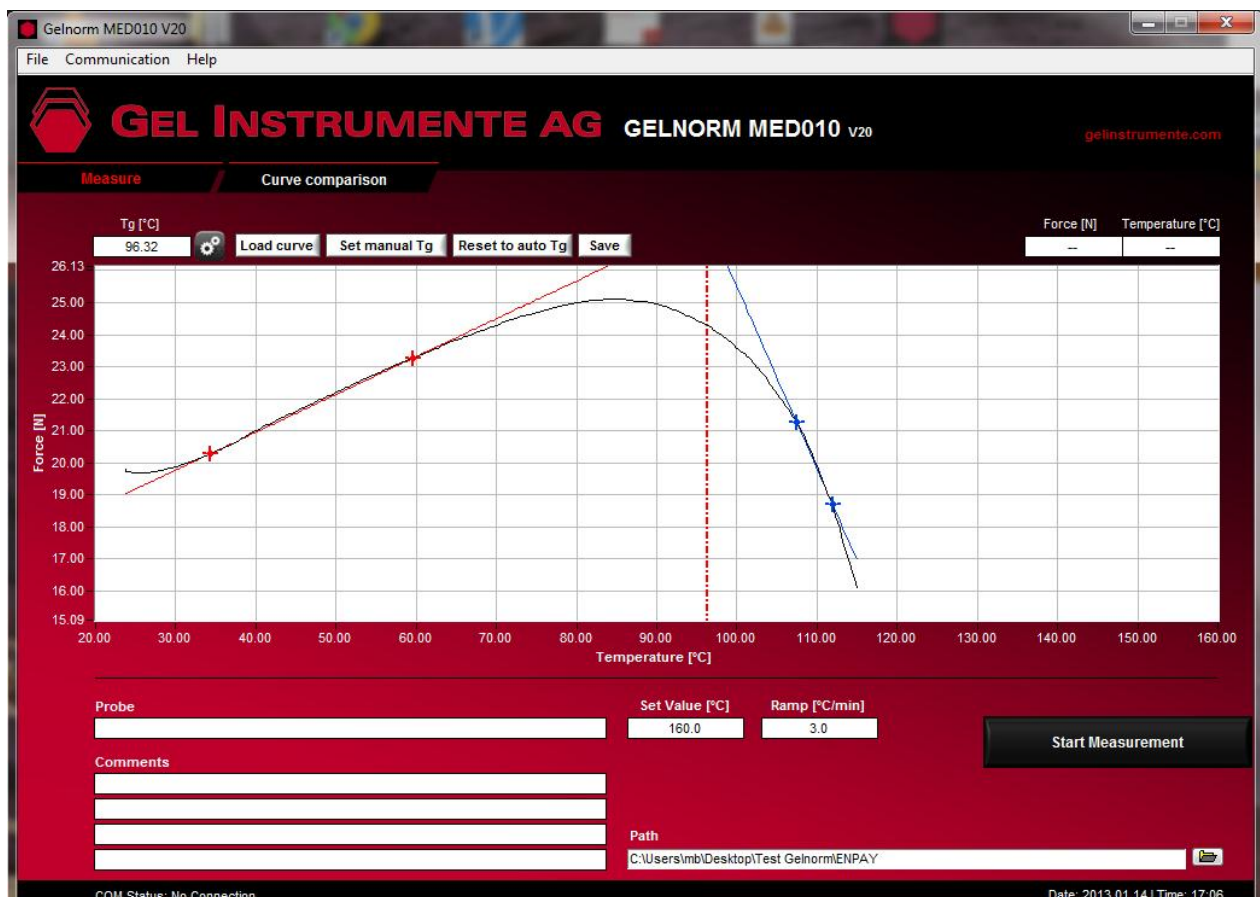 Gelnorm MED010 V20
File Communication Help
GEL INSTRUMENTE AG GELNORM MED010 V20
gelinstrumente.com
Measure Curve comparison
Tg [°C]
96.32
Load curve Set manual Tg Reset to auto Tg Save
Force [N] Temperature [°C]
-- --
26.13
25.00
24.00
23.00
22.00
21.00
20.00
19.00
18.00
17.00
16.00
15.09
Force [N]
20.00 30.00 40.00 50.00 60.00 70.00 80.00 90.00 100.00 110.00 120.00 130.00 140.00 150.00 160.00
Temperature [°C]
Probe
Set Value [°C] Ramp [°C/min]
160.0 3.0
Start Measurement
Comments
Path
C:\Users\mb\Desktop\Test Gelnorm\ENPAY
COM Status: No Connection
Date: 2013.01.14 | Time: 17:06